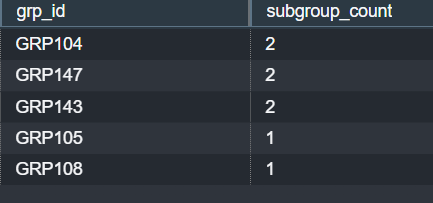 grp_id subgroup_count
GRP104 2
GRP147 2
GRP143 2
GRP105 1
GRP108 1